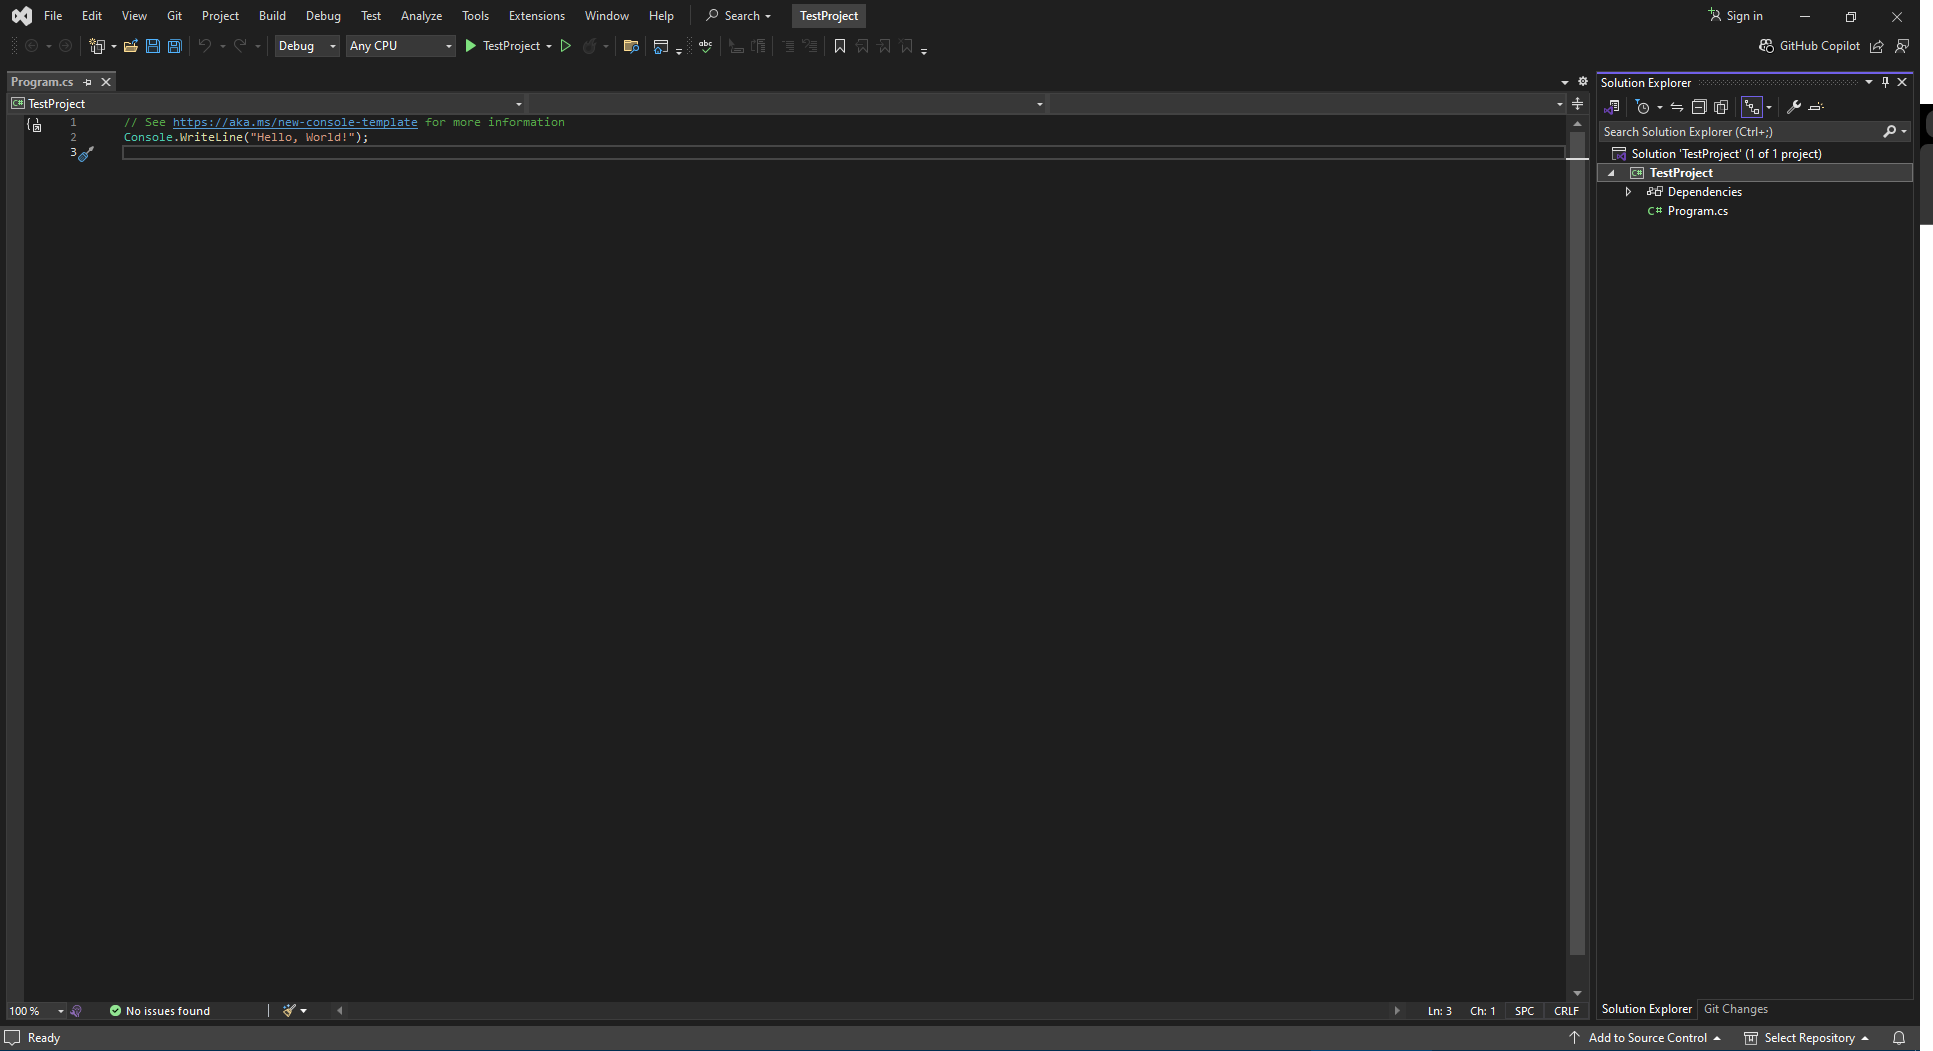 File Edit View Git Project Build Debug Test Analyze Tools Extensions Window Help Search TestProject Sign in
Debug Any CPU TestProject abc GitHub Copilot
Program.cs
Solution Explorer
C# TestProject
Search Solution Explorer (Ctrl+;)
1 // See https://aka.ms/new-console-template for more information
2 Console.WriteLine("Hello, World!");
3
Solution 'TestProject' (1 of 1 project)
C# TestProject
Dependencies
C# Program.cs
100 % No issues found Ln: 3 Ch: 1 SPC CRLF
Solution Explorer Git Changes
Ready Add to Source Control Select Repository